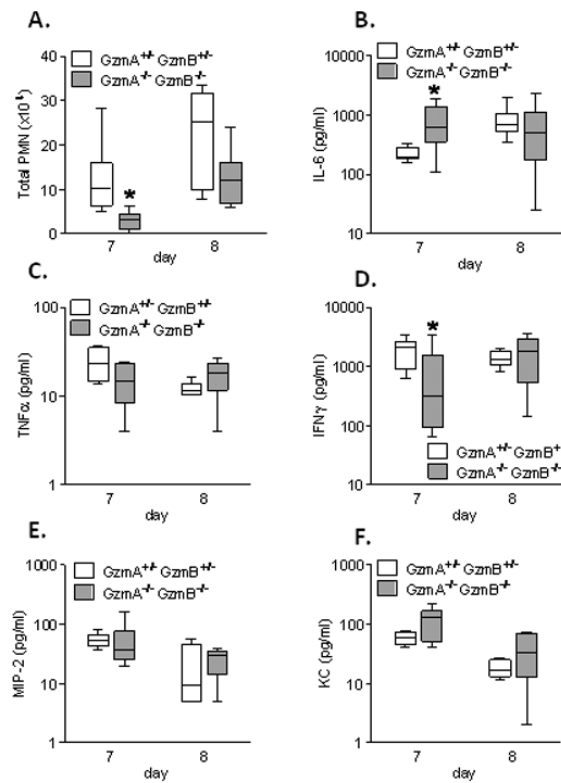 A.
GzmA+/- GzmB+/-
GzmA-/- GzmB-/-
Total PMN
40
30
20
10
0
*
7 8
day
B.
GzmA+/- GzmB+/-
GzmA-/- GzmB-/-
IL-6 (pg/ml)
10000
1000
100
10
*
7 8
day
C.
GzmA+/- GzmB+/-
GzmA-/- GzmB-/-
TNFα (pg/ml)
100
10
1
7 8
day
D.
IFNγ (pg/ml)
10000
1000
100
10
*
GzmA+/- GzmB+
GzmA-/- GzmB-/-
7 8
day
E.
GzmA+/- GzmB+/-
GzmA-/- GzmB-/-
MIP-2 (pg/ml)
1000
100
10
1
7 8
day
F.
GzmA+/- GzmB+/-
GzmA-/- GzmB-/-
KC (pg/ml)
1000
100
10
1
7 8
day